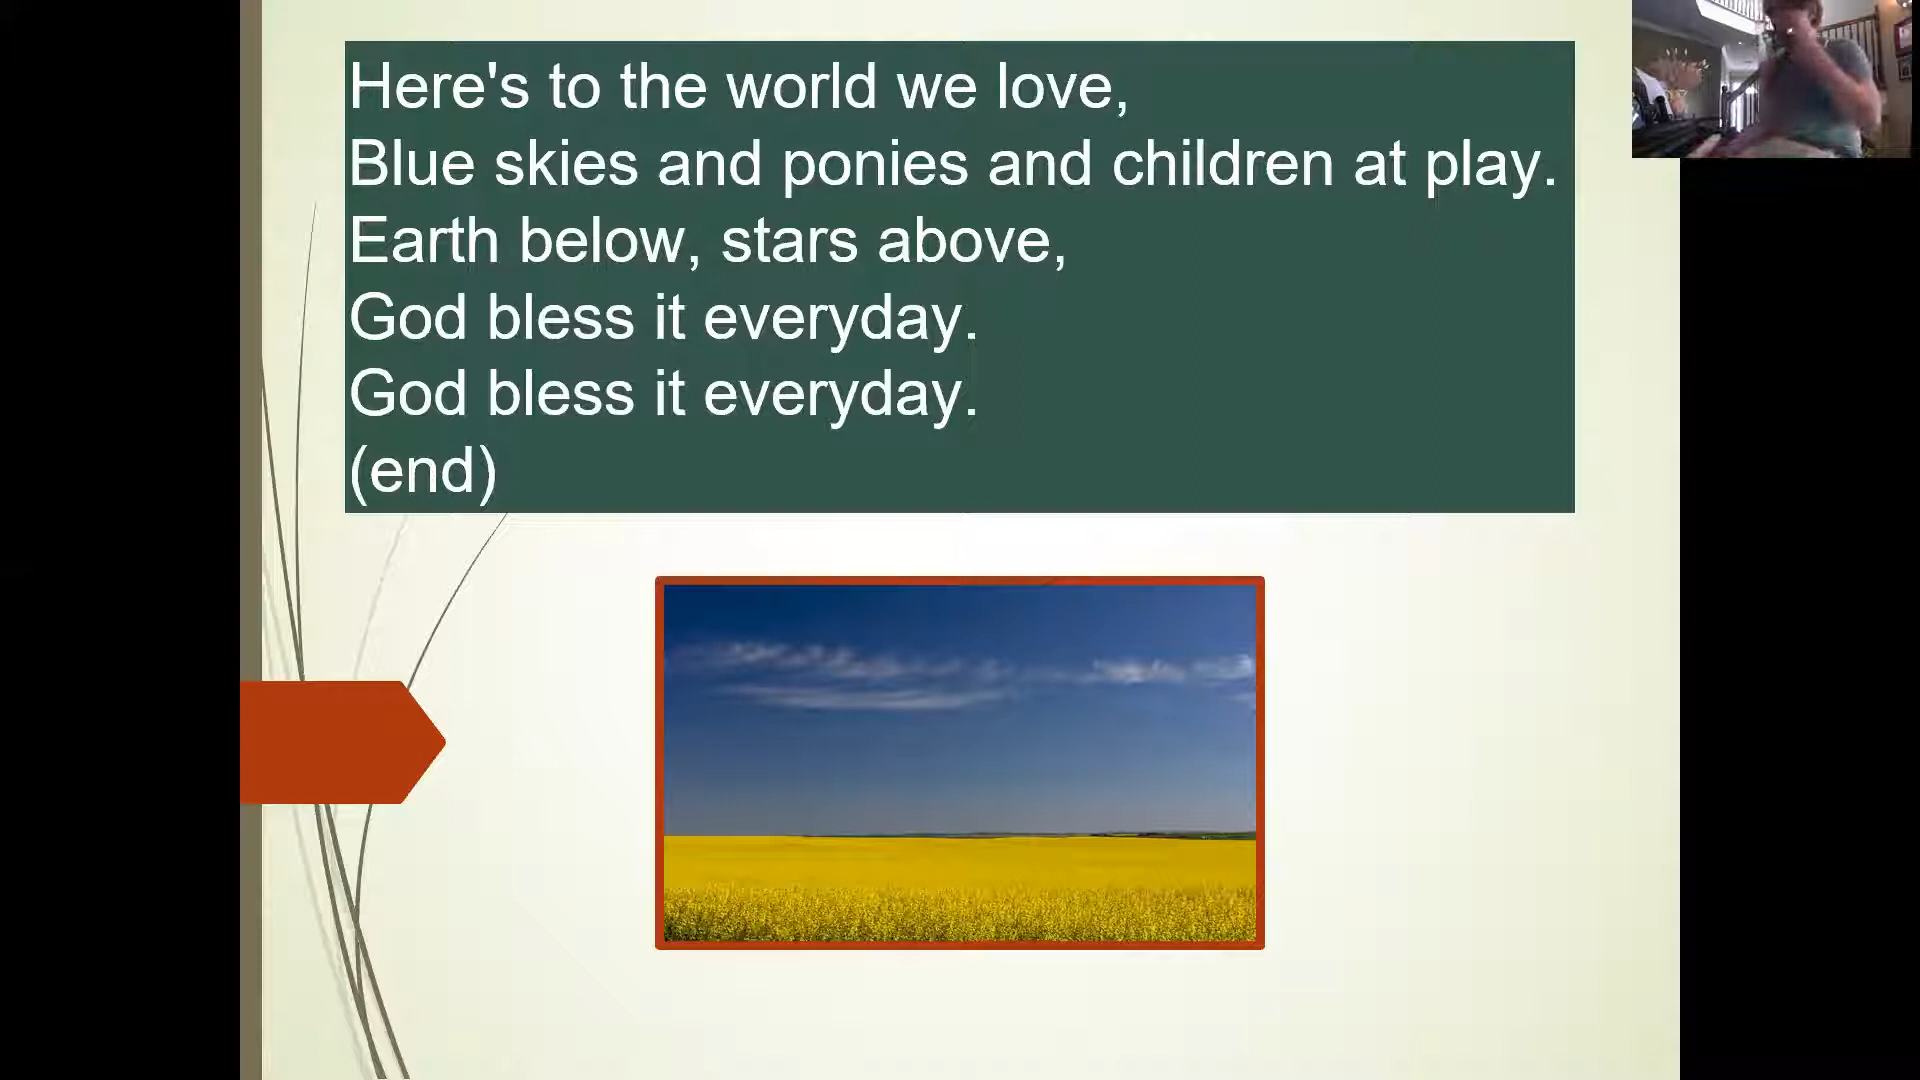 Here's to the world we love,
Blue skies and ponies and children at play.
Earth below, stars above,
God bless it everyday.
God bless it everyday.
(end)